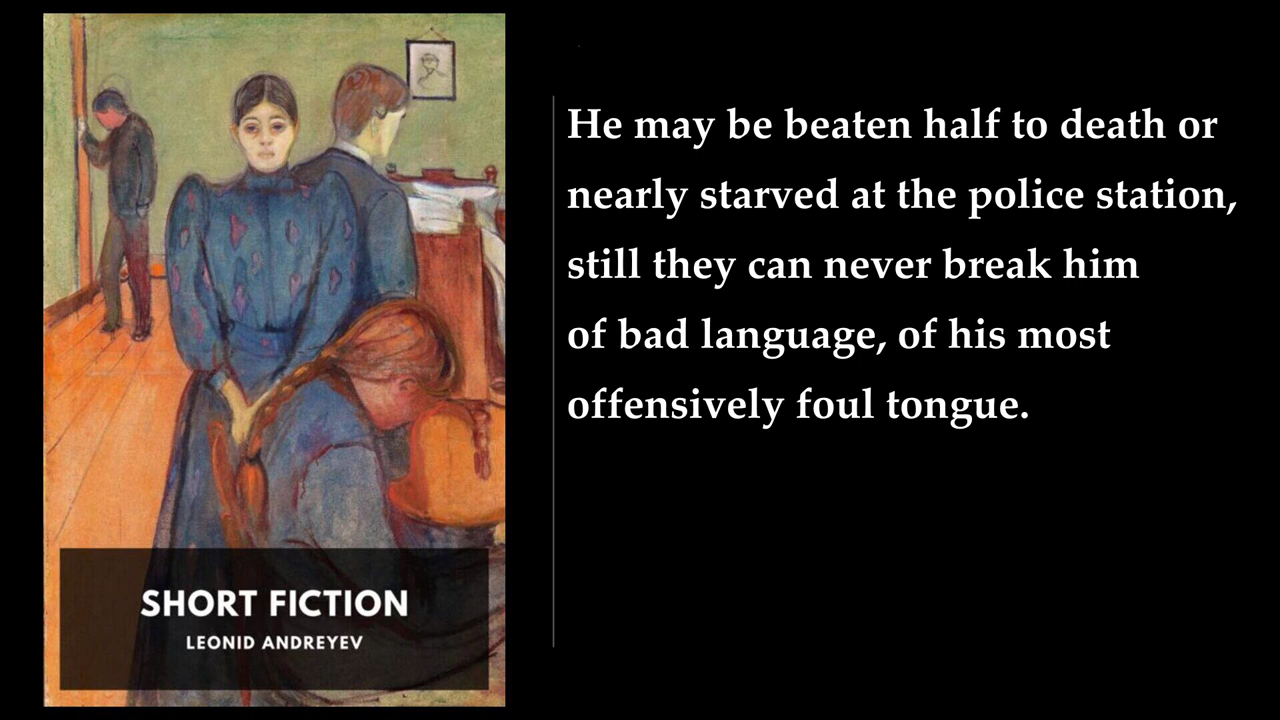 He may be beaten half to death or
nearly starved at the police station,
still they can never break him
of bad language, of his most
offensively foul tongue.
SHORT FICTION
LEONID ANDREYEV